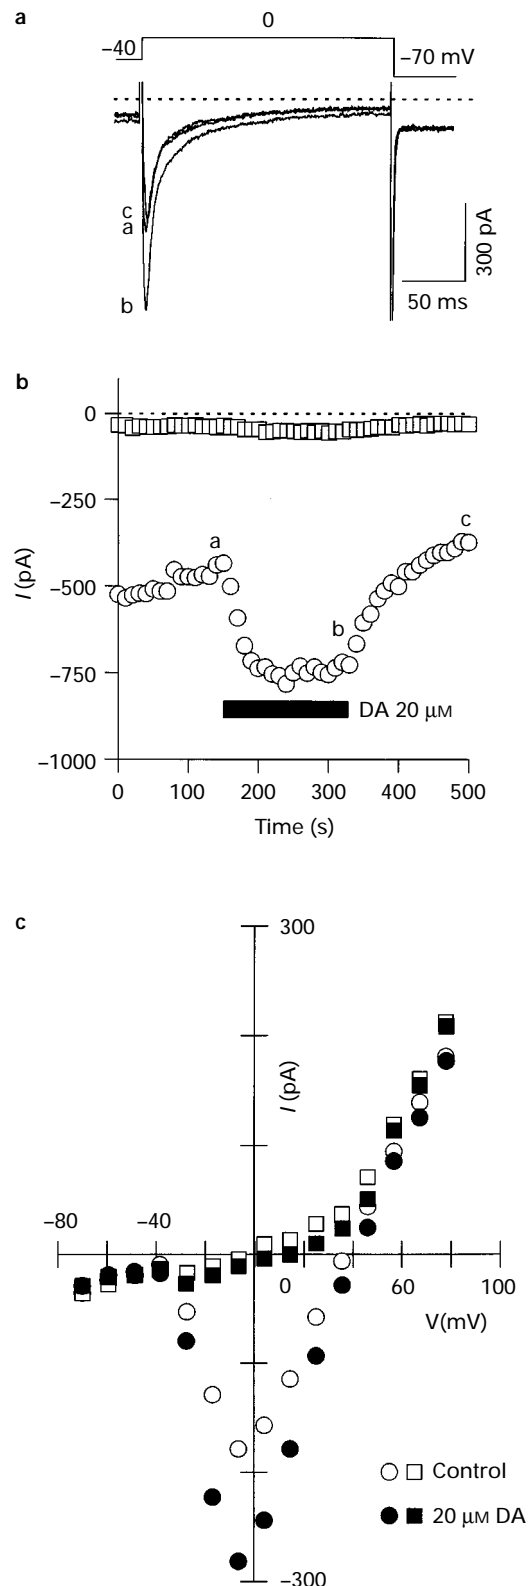 a
0
−40
−70 mV
c
a
b
300 pA
50 ms
b
0
−250
−500
−750
−1000
I (pA)
a
b
c
DA 20 µM
0 100 200 300 400 500
Time (s)
c
300
I (pA)
−80 −40
0 60 100
V(mV)
Control
20 µM DA
−300